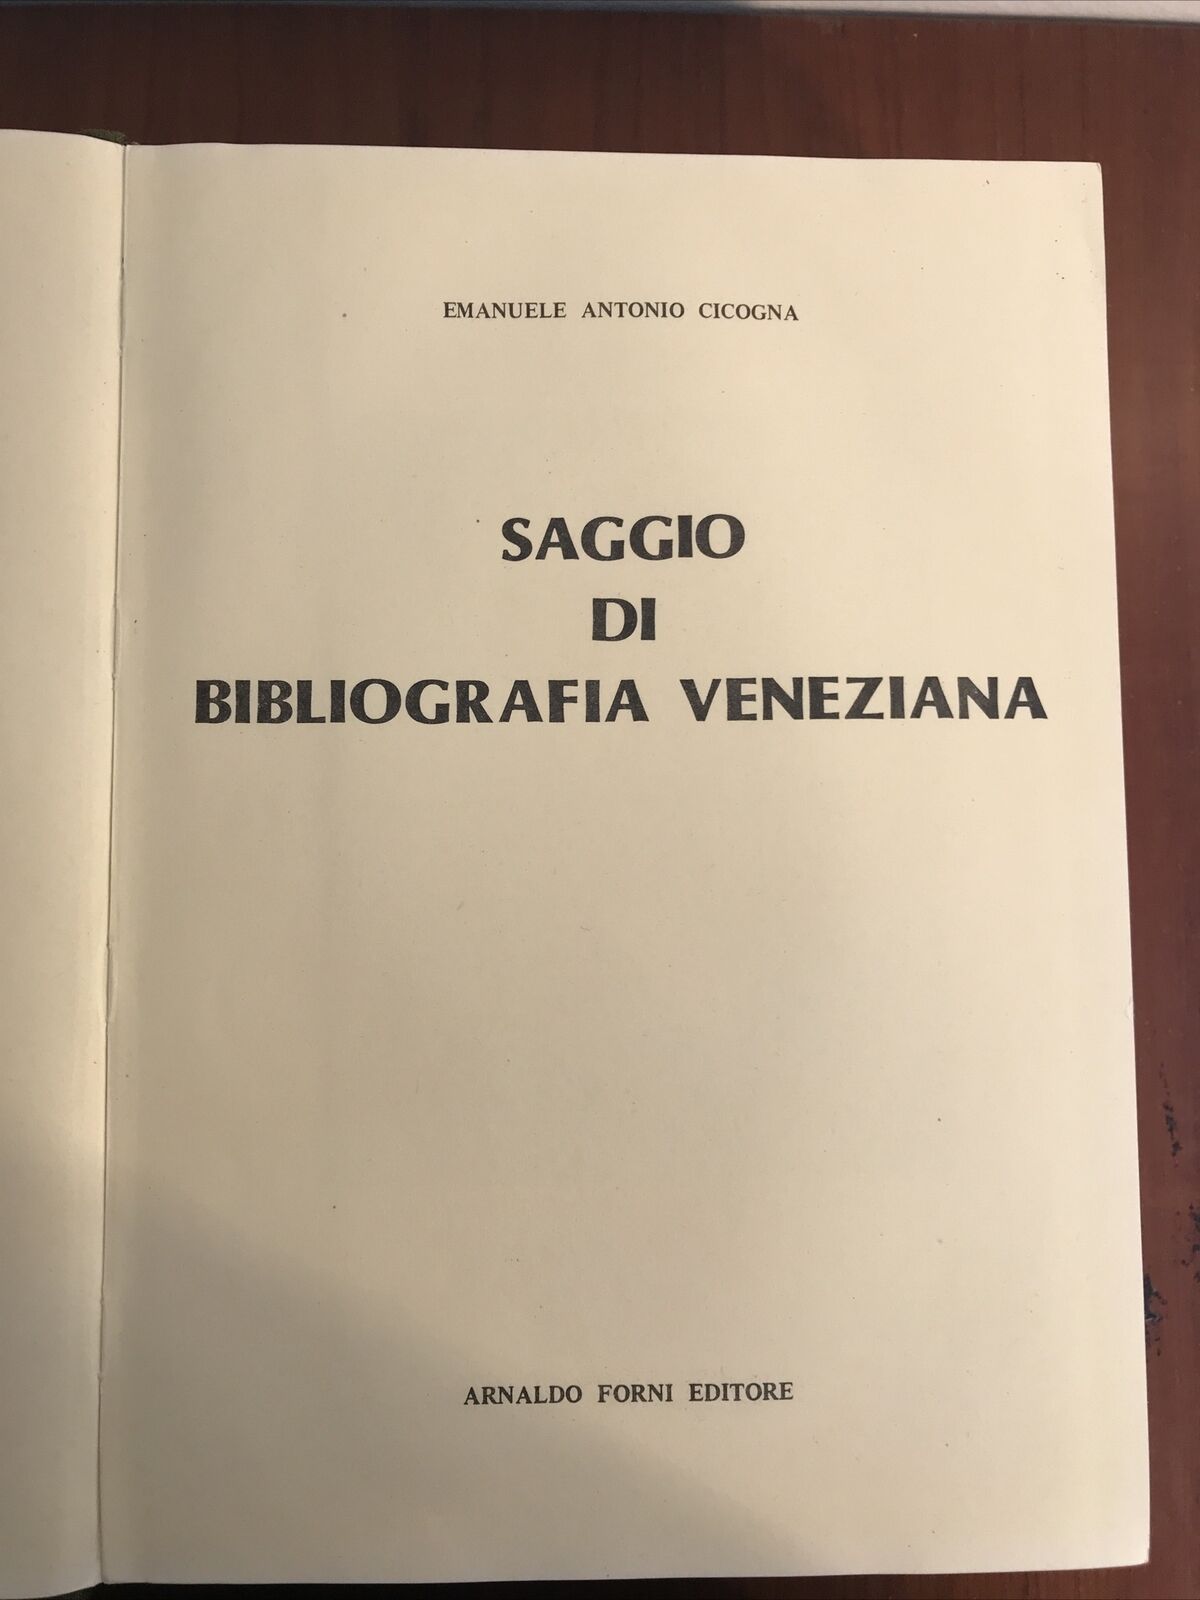 EMANUELE ANTONIO CICOGNA
SAGGIO
DI
BIBLIOGRAFIA VENEZIANA
ARNALDO FORNI EDITORE